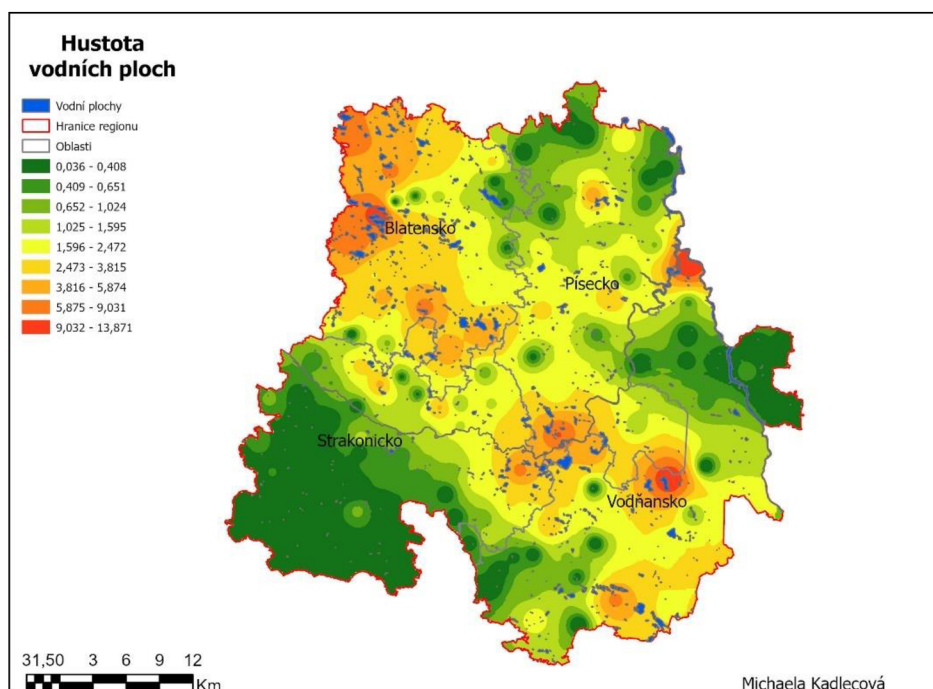 Hustota
vodních ploch
Vodní plochy
Hranice regionu
Oblasti
0,036 - 0,408
0,409 - 0,651
0,652 - 1,024
1,025 - 1,595
1,596 - 2,472
2,473 - 3,815
3,816 - 5,874
5,875 - 9,031
9,032 - 13,871
Blatensko
Písecko
Strakonicko
Vodňansko
31,50 3 6 9 12
Km
Michaela Kadlecová